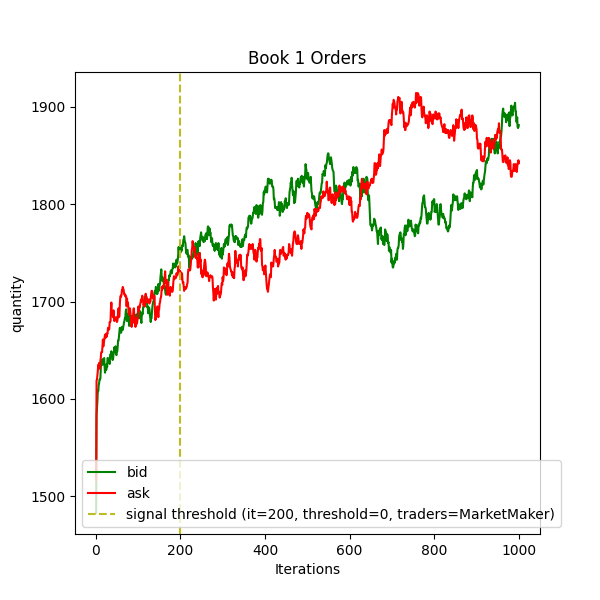 Book 1 Orders
quantity
1900
1800
1700
1600
1500
bid
ask
signal threshold (it=200, threshold=0, traders=MarketMaker)
0 200 400 600 800 1000
Iterations